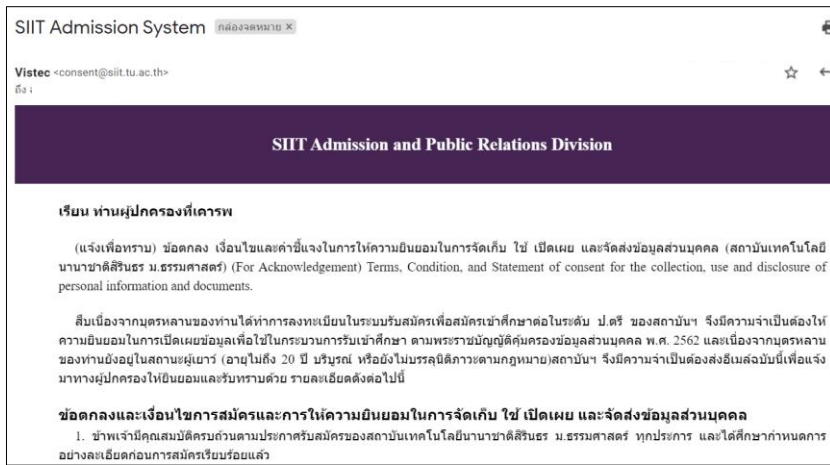 SIIT Admission System กล่องจดหมาย ×
Vistec <consent@siit.tu.ac.th>
ถึง
SIIT Admission and Public Relations Division
เรียน ท่านผู้ปกครองที่เคารพ
(แจ้งเพื่อทราบ) ข้อตกลง เงื่อนไขและคำชี้แจงในการให้ความยินยอมในการจัดเก็บ ใช้ เปิดเผย และจัดส่งข้อมูลส่วนบุคคล (สถาบันเทคโนโลยี
นานาชาติสิรินธร ม.ธรรมศาสตร์) (For Acknowledgement) Terms, Condition, and Statement of consent for the collection, use and disclosure of
personal information and documents.
สืบเนื่องจากบุตรหลานของท่านได้ทำการลงทะเบียนในระบบรับสมัครเพื่อสมัครเข้าศึกษาต่อในระดับ ป.ตรี ของสถาบันฯ จึงมีความจำเป็นต้องให้
ความยินยอมในการเปิดเผยข้อมูลเพื่อใช้ในกระบวนการรับเข้าศึกษา ตามพระราชบัญญัติคุ้มครองข้อมูลส่วนบุคคล พ.ศ. 2562 และเนื่องจากบุตรหลาน
ของท่านยังอยู่ในสถานะผู้เยาว์ (อายุไม่ถึง 20 ปี บริบูรณ์ หรือยังไม่บรรลุนิติภาวะตามกฎหมาย)สถาบันฯ จึงมีความจำเป็นต้องส่งอีเมล์ฉบับนี้เพื่อแจ้ง
มาทางผู้ปกครองให้ยินยอมและรับทราบด้วย รายละเอียดดังต่อไปนี้
ข้อตกลงและเงื่อนไขการสมัครและการให้ความยินยอมในการจัดเก็บ ใช้ เปิดเผย และจัดส่งข้อมูลส่วนบุคคล
1. ข้าพเจ้ามีคุณสมบัติครบถ้วนตามประกาศรับสมัครของสถาบันเทคโนโลยีนานาชาติสิรินธร ม.ธรรมศาสตร์ ทุกประการ และได้ศึกษากำหนดการ
อย่างละเอียดก่อนการสมัครเรียบร้อยแล้ว